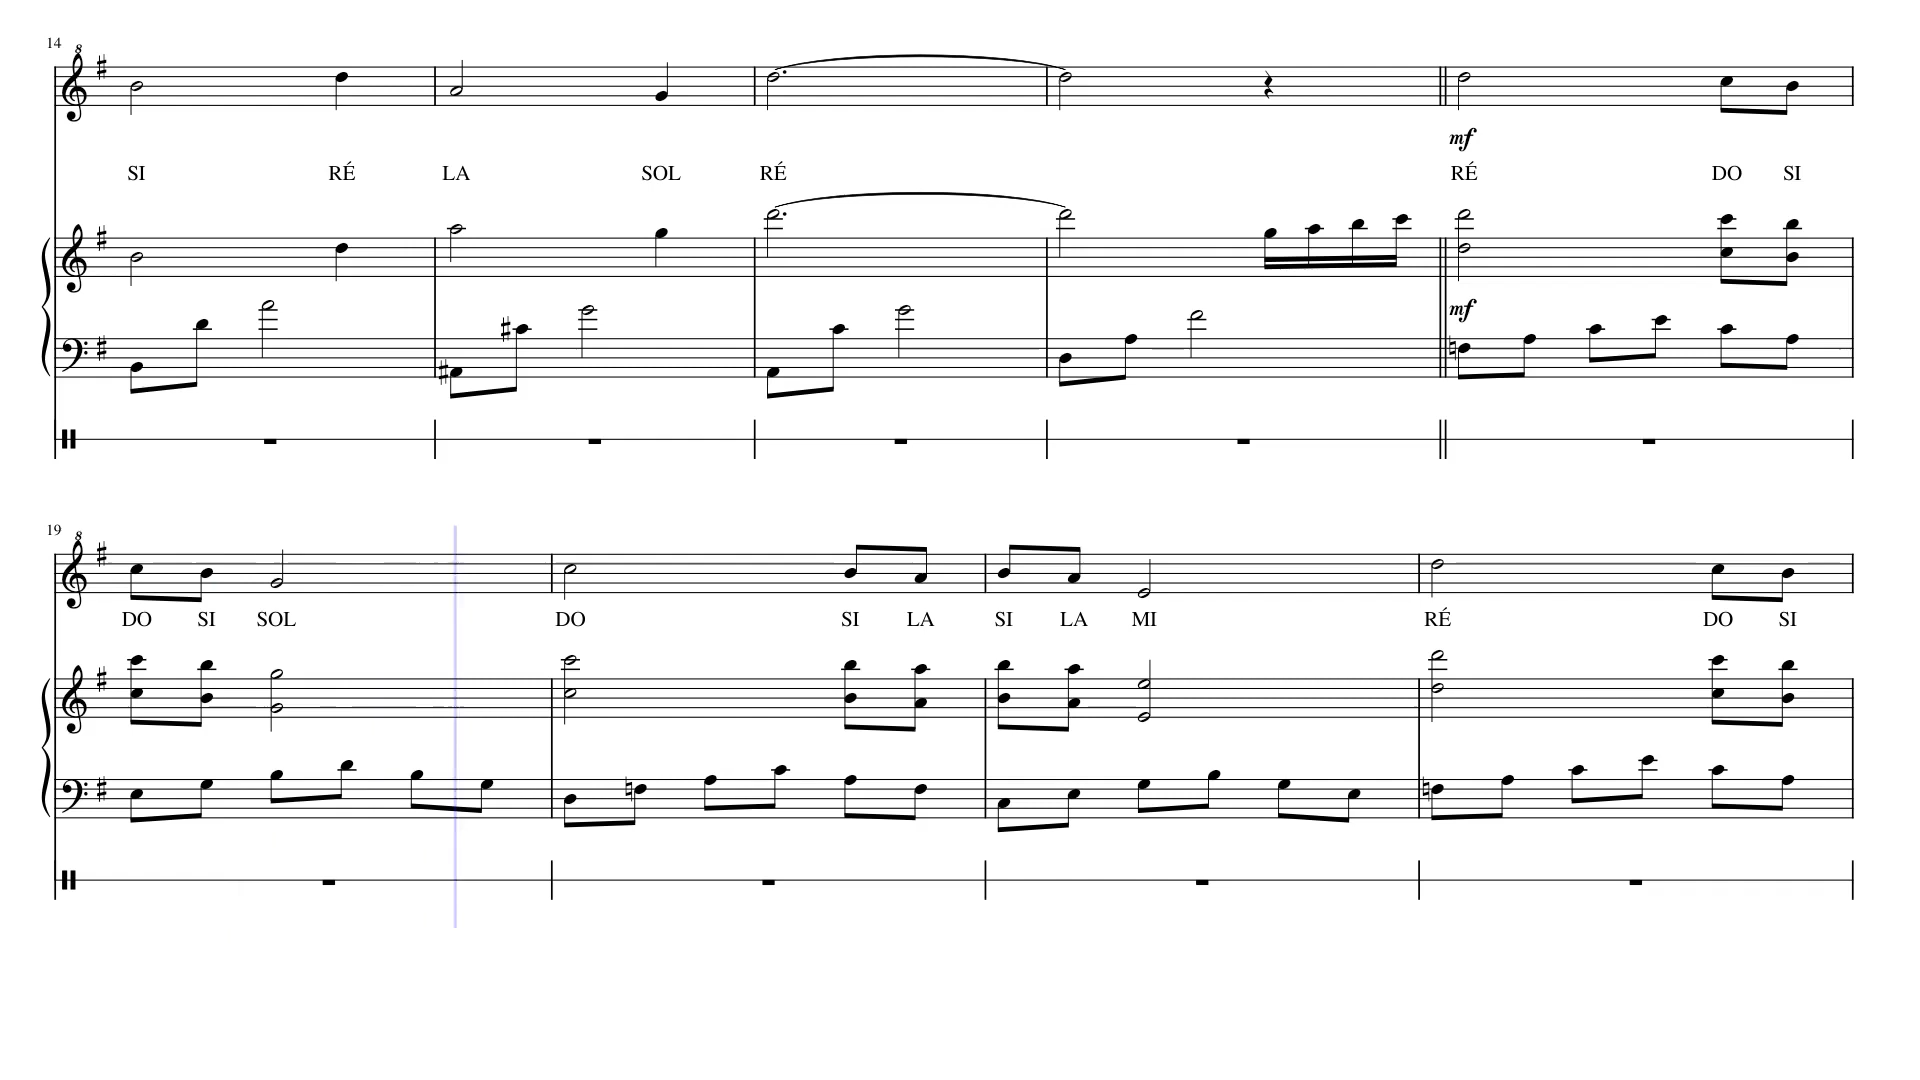 14
8
SI RÉ LA SOL RÉ
mf
RÉ DO SI
mf
19
8
DO SI SOL DO SI LA SI LA MI RÉ DO SI